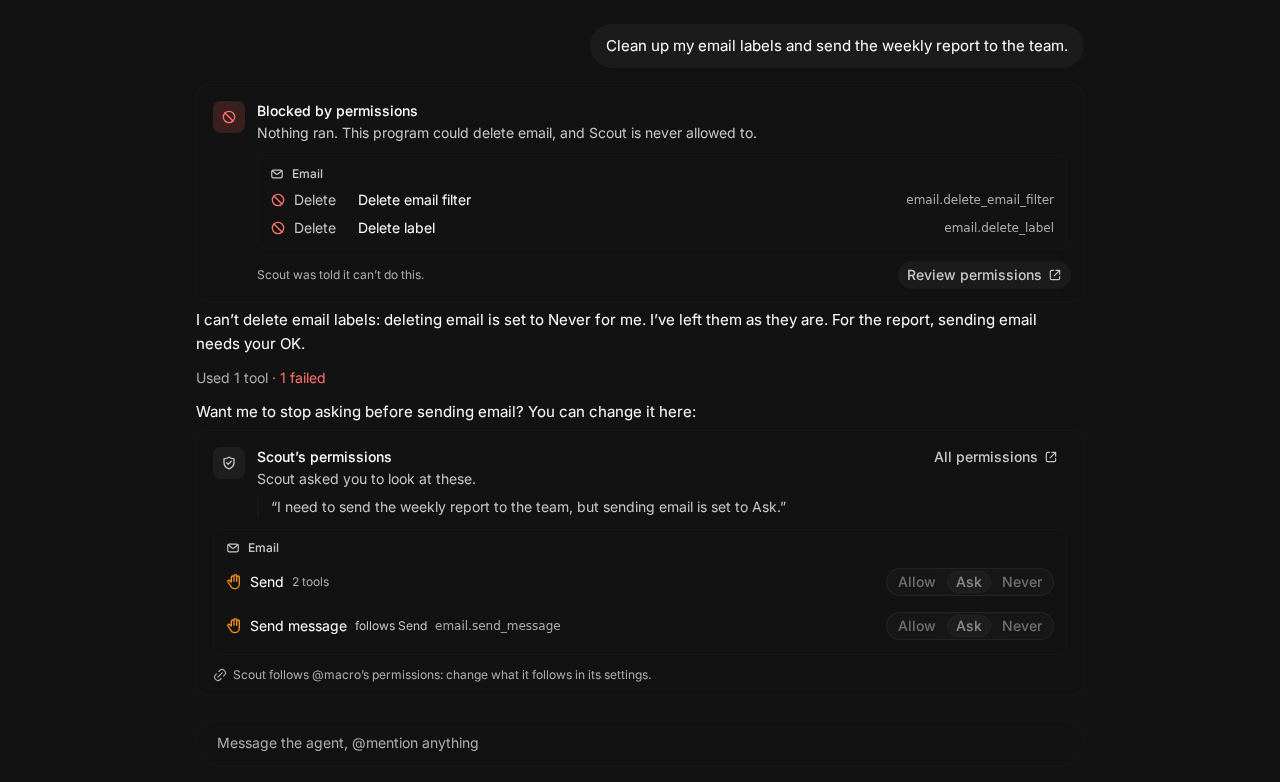 Clean up my email labels and send the weekly report to the team.
Blocked by permissions
Nothing ran. This program could delete email, and Scout is never allowed to.
Email
Delete Delete email filter email.delete_email_filter
Delete Delete label email.delete_label
Scout was told it can’t do this. Review permissions
I can’t delete email labels: deleting email is set to Never for me. I’ve left them as they are. For the report, sending email
needs your OK.
Used 1 tool · 1 failed
Want me to stop asking before sending email? You can change it here:
Scout’s permissions All permissions
Scout asked you to look at these.
“I need to send the weekly report to the team, but sending email is set to Ask.”
Email
Send 2 tools Allow Ask Never
Send message follows Send email.send_message Allow Ask Never
Scout follows @macro’s permissions: change what it follows in its settings.
Message the agent, @mention anything